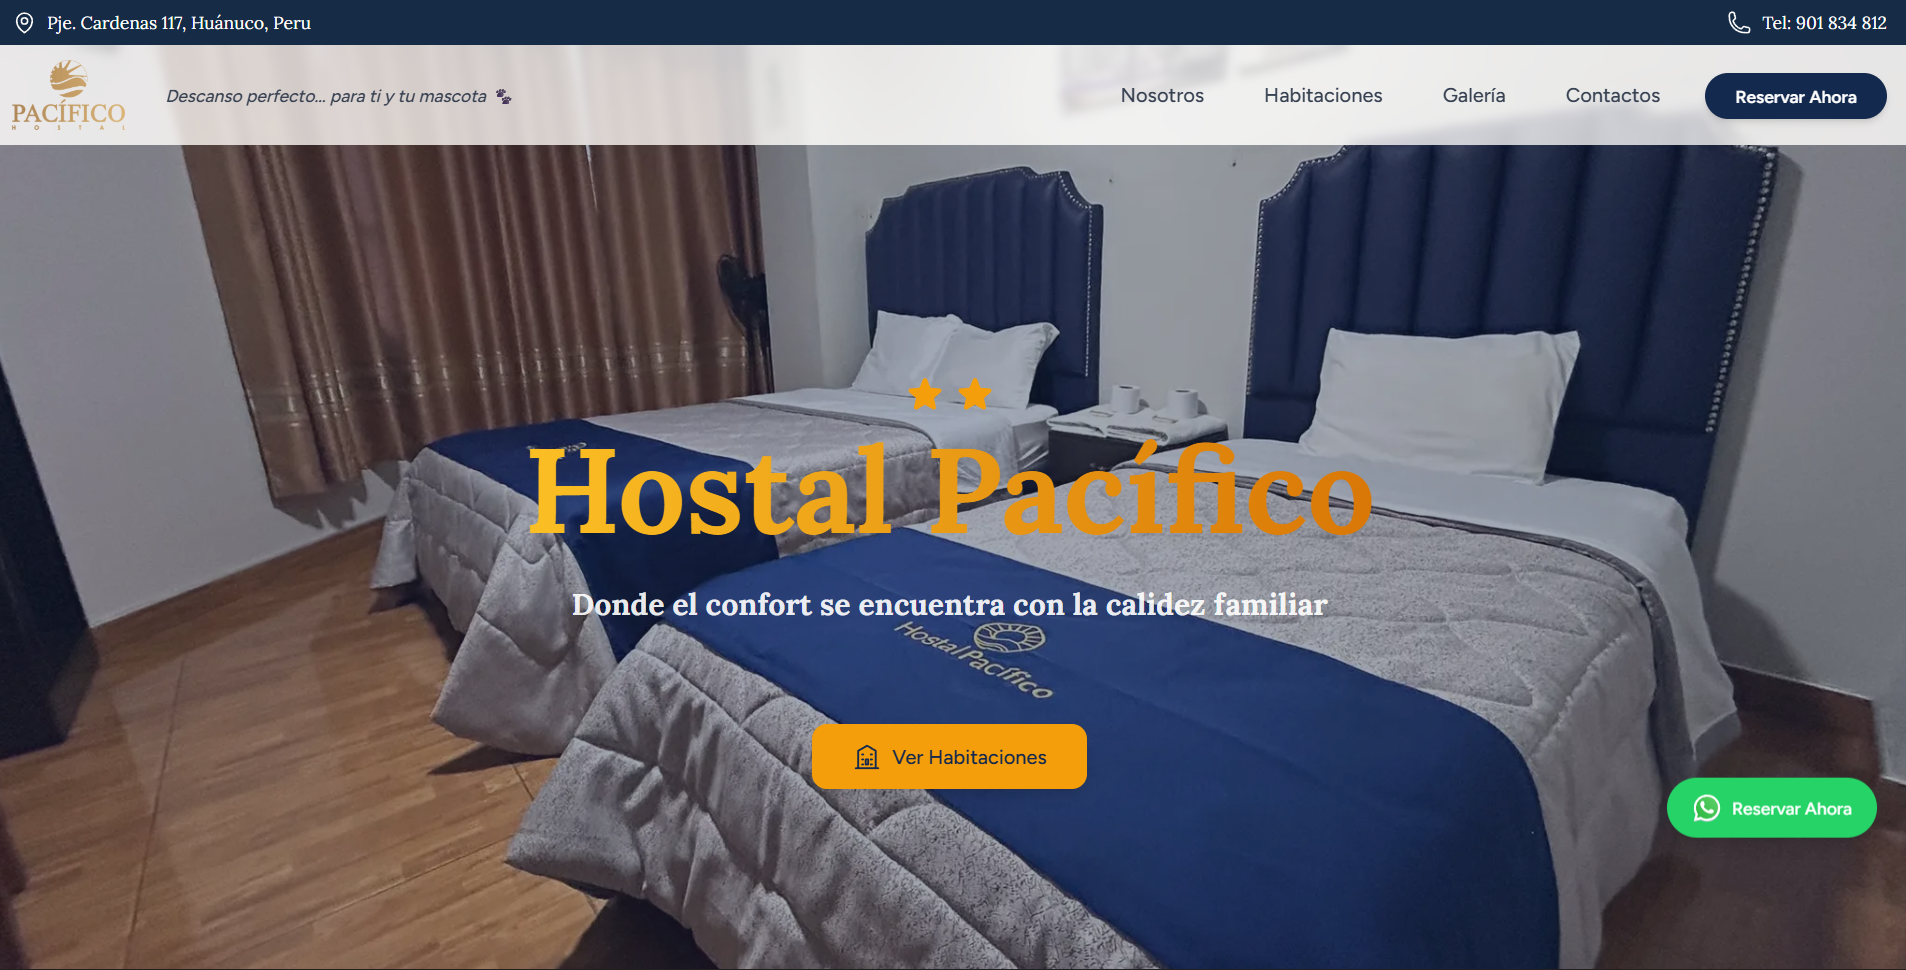 Pje. Cardenas 117, Huánuco, Peru
Tel: 901 834 812
PACÍFICO
HOSTAL
Descanso perfecto... para ti y tu mascota
Nosotros
Habitaciones
Galería
Contactos
Reservar Ahora
Hostal Pacífico
Donde el confort se encuentra con la calidez familiar
Hostal Pacífico
Ver Habitaciones
Reservar Ahora